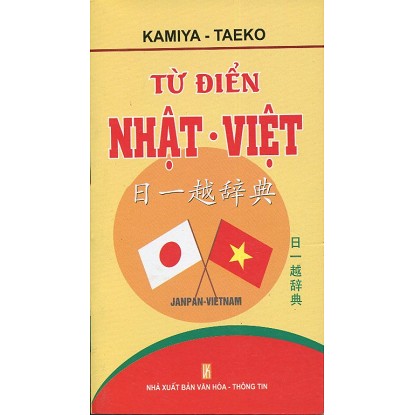 KAMIYA - TAEKO
TỪ ĐIỂN
NHẬT · VIỆT
日一越辞典
日一越辞典
JANPAN-VIETNAM
NHÀ XUẤT BẢN VĂN HÓA - THÔNG TIN